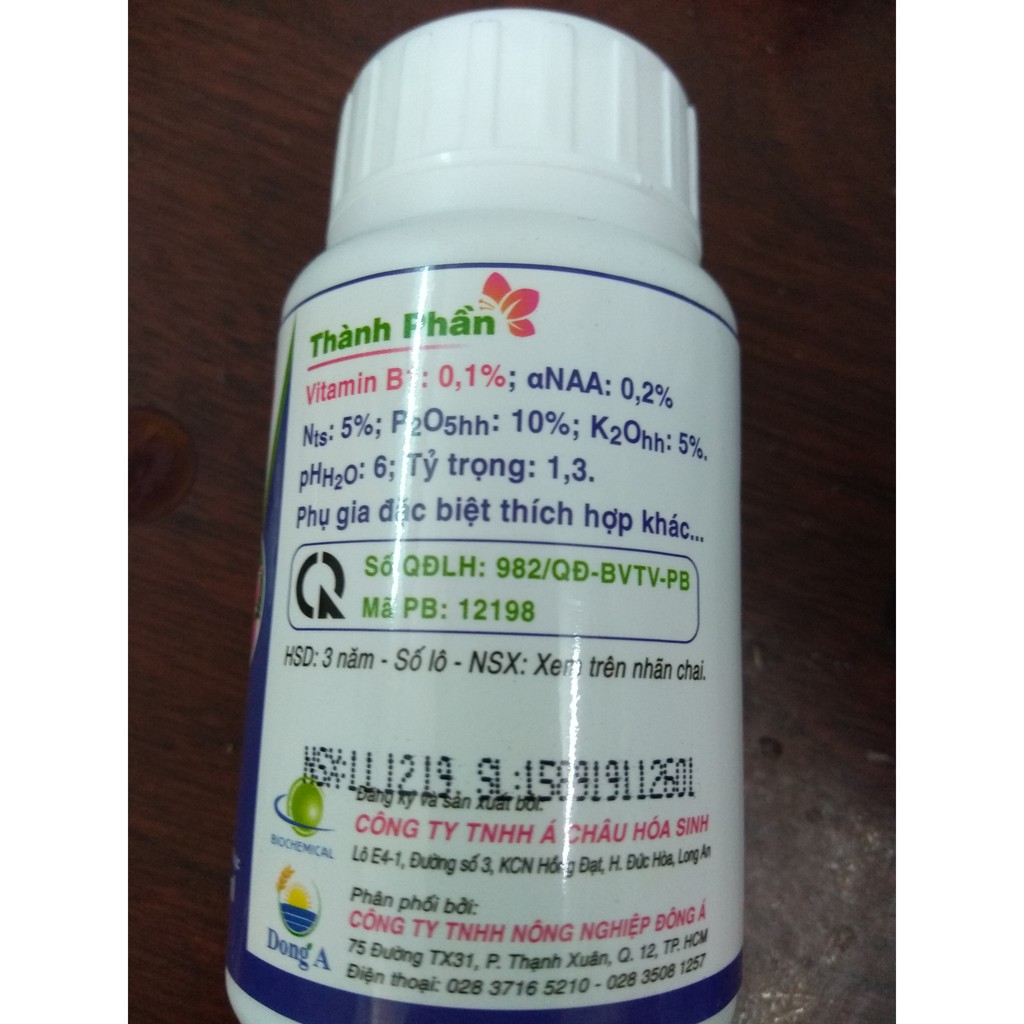 Thành Phần
Vitamin B1: 0,1%; αNAA: 0,2%
Nts: 5%; P2O5hh: 10%; K2Ohh: 5%.
pHH2O: 6; Tỷ trọng: 1,3.
Phụ gia đặc biệt thích hợp khác...
Số QĐLH: 982/QĐ-BVTV-PB
Mã PB: 12198
HSD: 3 năm - Số lô - NSX: Xem trên nhãn chai.
NSX:111219 SL:158919112601
Đăng ký và sản xuất bởi:
CÔNG TY TNHH Á CHÂU HÓA SINH
Lô E4-1, Đường số 3, KCN Hồng Đạt, H. Đức Hòa, Long An
BIOCHEMICAL
Phân phối bởi:
CÔNG TY TNHH NÔNG NGHIỆP ĐÔNG Á
75 Đường TX31, P. Thạnh Xuân, Q. 12, TP. HCM
Điện thoại: 028 3716 5210 - 028 3508 1257
Dong A